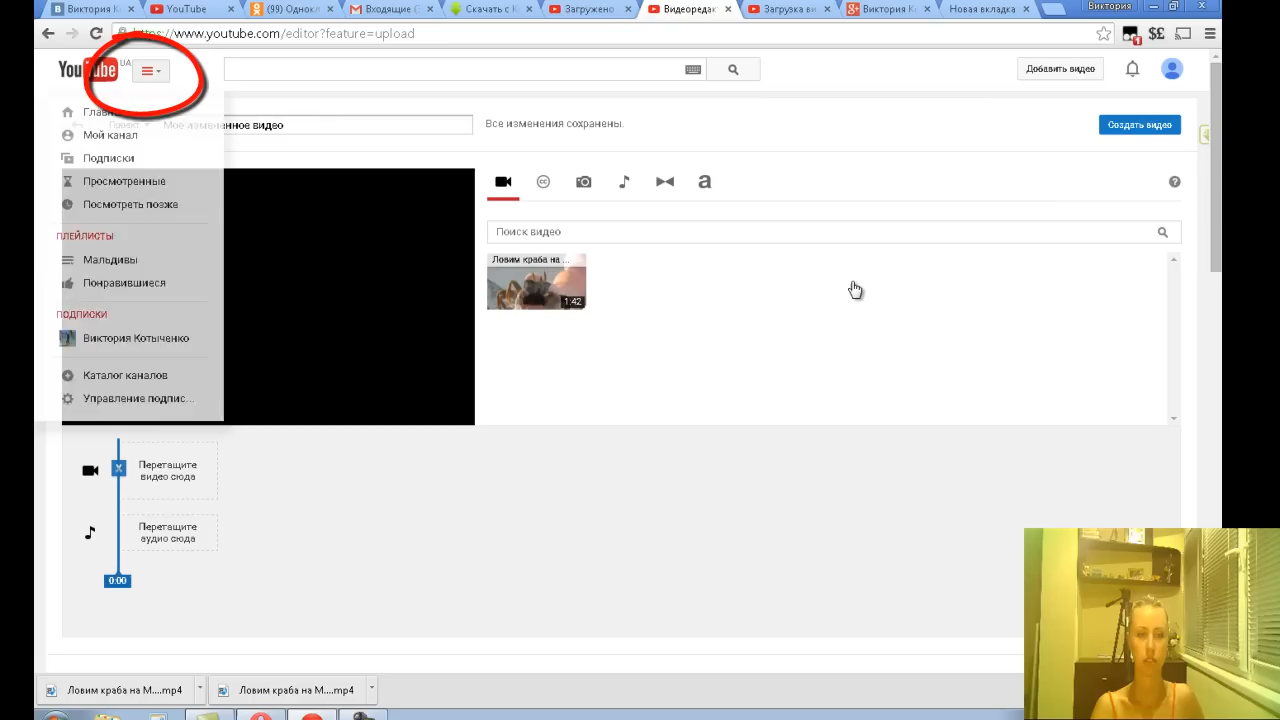 Виктория К
YouTube
(99) Однокл
Входящие (
Скачать с К
Загружено
Видеоредак
Загрузка ви
Виктория К
Новая вкладка
Виктория
https://www.youtube.com/editor?feature=upload
YouTube UA
Добавить видео
Мое измененное видео
Все изменения сохранены.
Создать видео
Мой канал
Подписки
Просмотренные
Посмотреть позже
ПЛЕЙЛИСТЫ
Мальдивы
Понравившиеся
ПОДПИСКИ
Виктория Котыченко
Каталог каналов
Управление подпис...
Поиск видео
Ловим краба на ...
1:42
Перетащите
видео сюда
Перетащите
аудио сюда
0:00
Ловим краба на М....mp4
Ловим краба на М....mp4